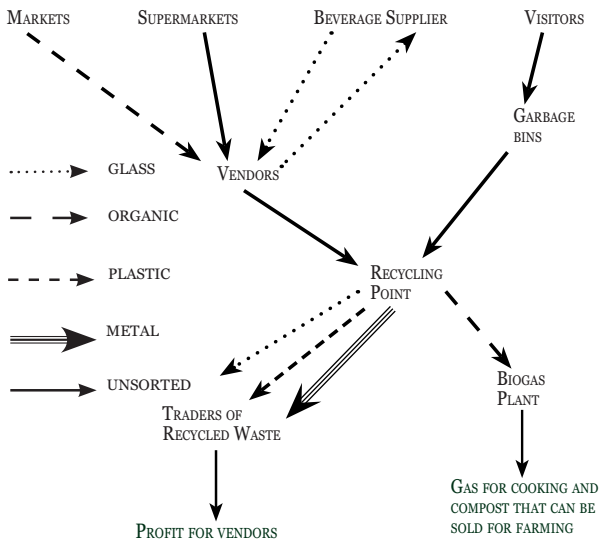 Markets
Supermarkets
Beverage Supplier
Visitors
Garbage
bins
Vendors
GLASS
ORGANIC
PLASTIC
METAL
UNSORTED
Recycling
Point
Biogas
Plant
Traders of
Recycled Waste
Gas for cooking and
compost that can be
sold for farming
Profit for vendors